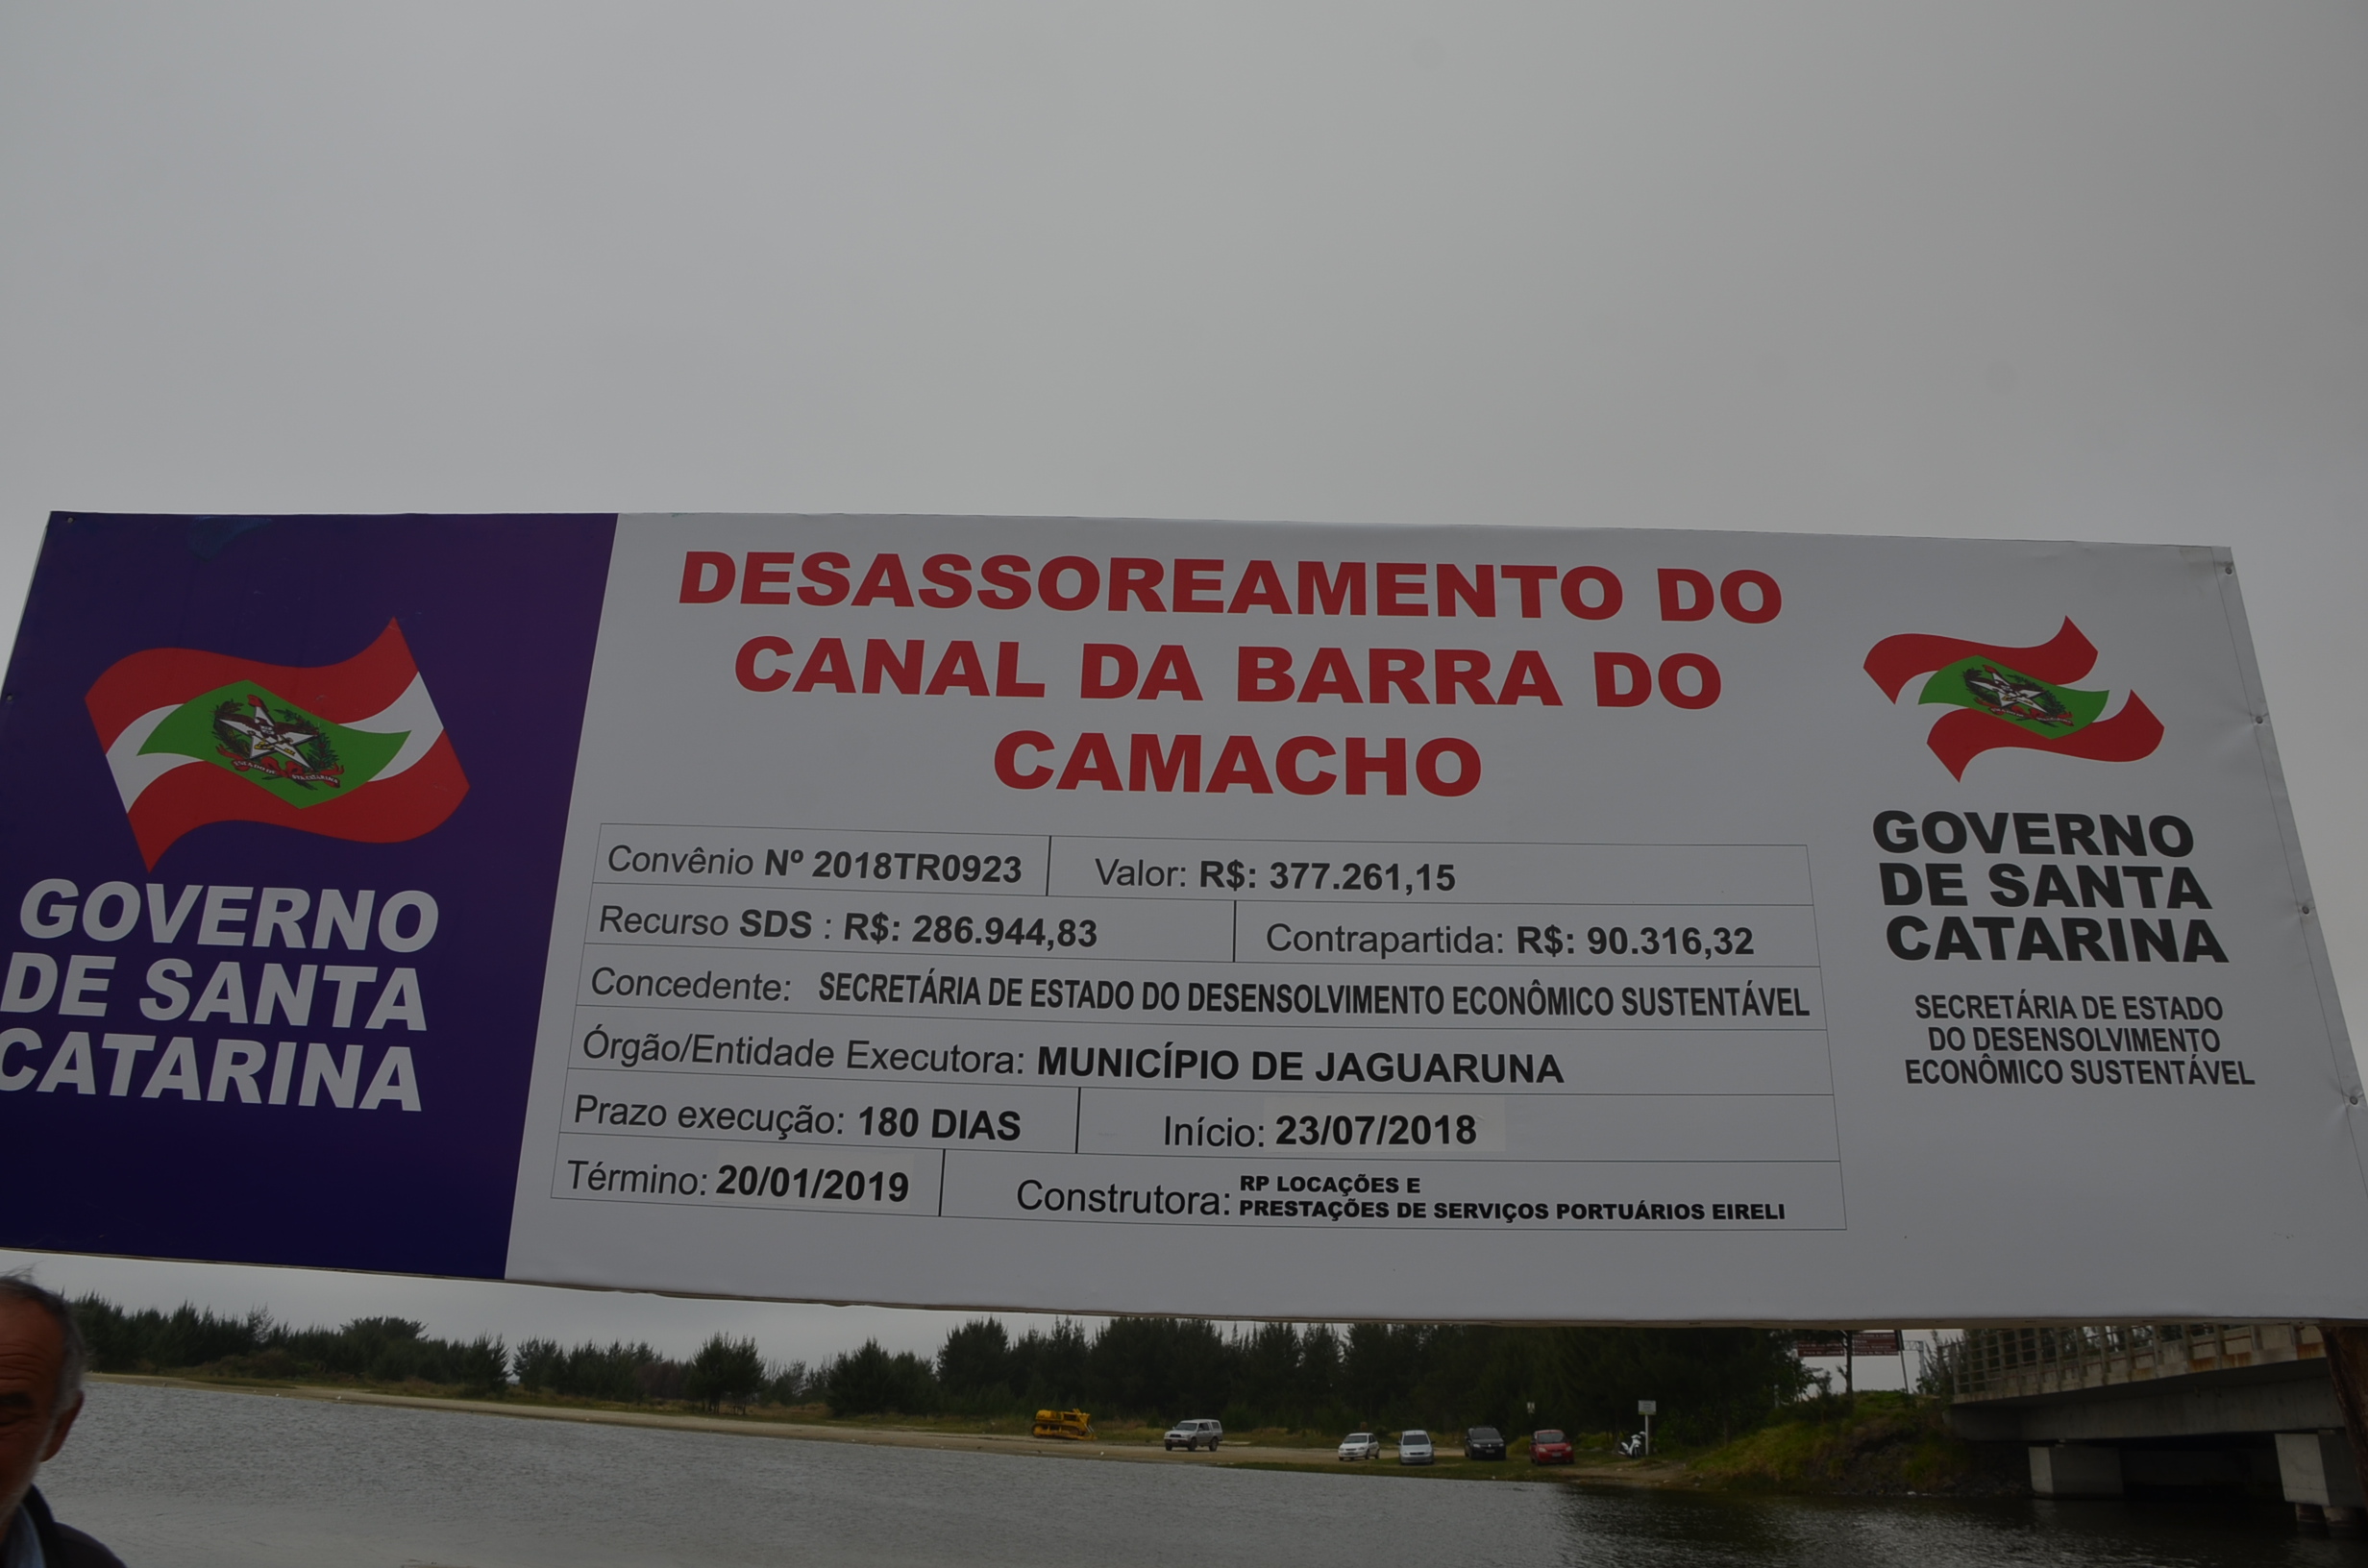 GOVERNO
DE SANTA
CATARINA
DESASSOREAMENTO DO
CANAL DA BARRA DO
CAMACHO
Convênio Nº 2018TR0923 Valor: R$: 377.261,15
Recurso SDS : R$: 286.944,83 Contrapartida: R$: 90.316,32
Concedente: SECRETÁRIA DE ESTADO DO DESENSOLVIMENTO ECONÔMICO SUSTENTÁVEL
Órgão/Entidade Executora: MUNICÍPIO DE JAGUARUNA
Prazo execução: 180 DIAS Início: 23/07/2018
Término: 20/01/2019 Construtora: RP LOCAÇÕES E
PRESTAÇÕES DE SERVIÇOS PORTUÁRIOS EIRELI
GOVERNO
DE SANTA
CATARINA
SECRETÁRIA DE ESTADO
DO DESENSOLVIMENTO
ECONÔMICO SUSTENTÁVEL